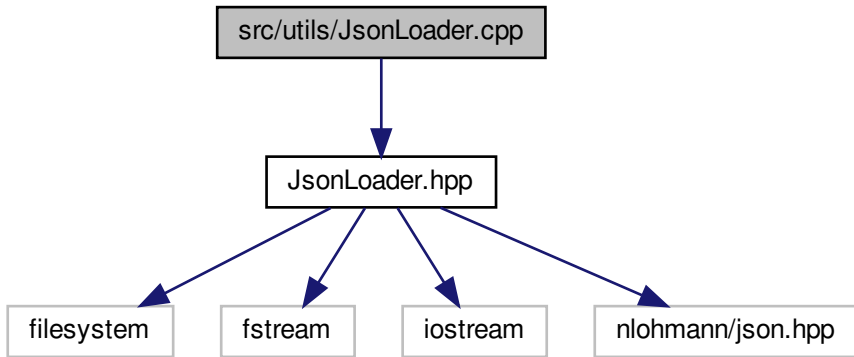 src/utils/JsonLoader.cpp
JsonLoader.hpp
filesystem
fstream
iostream
nlohmann/json.hpp